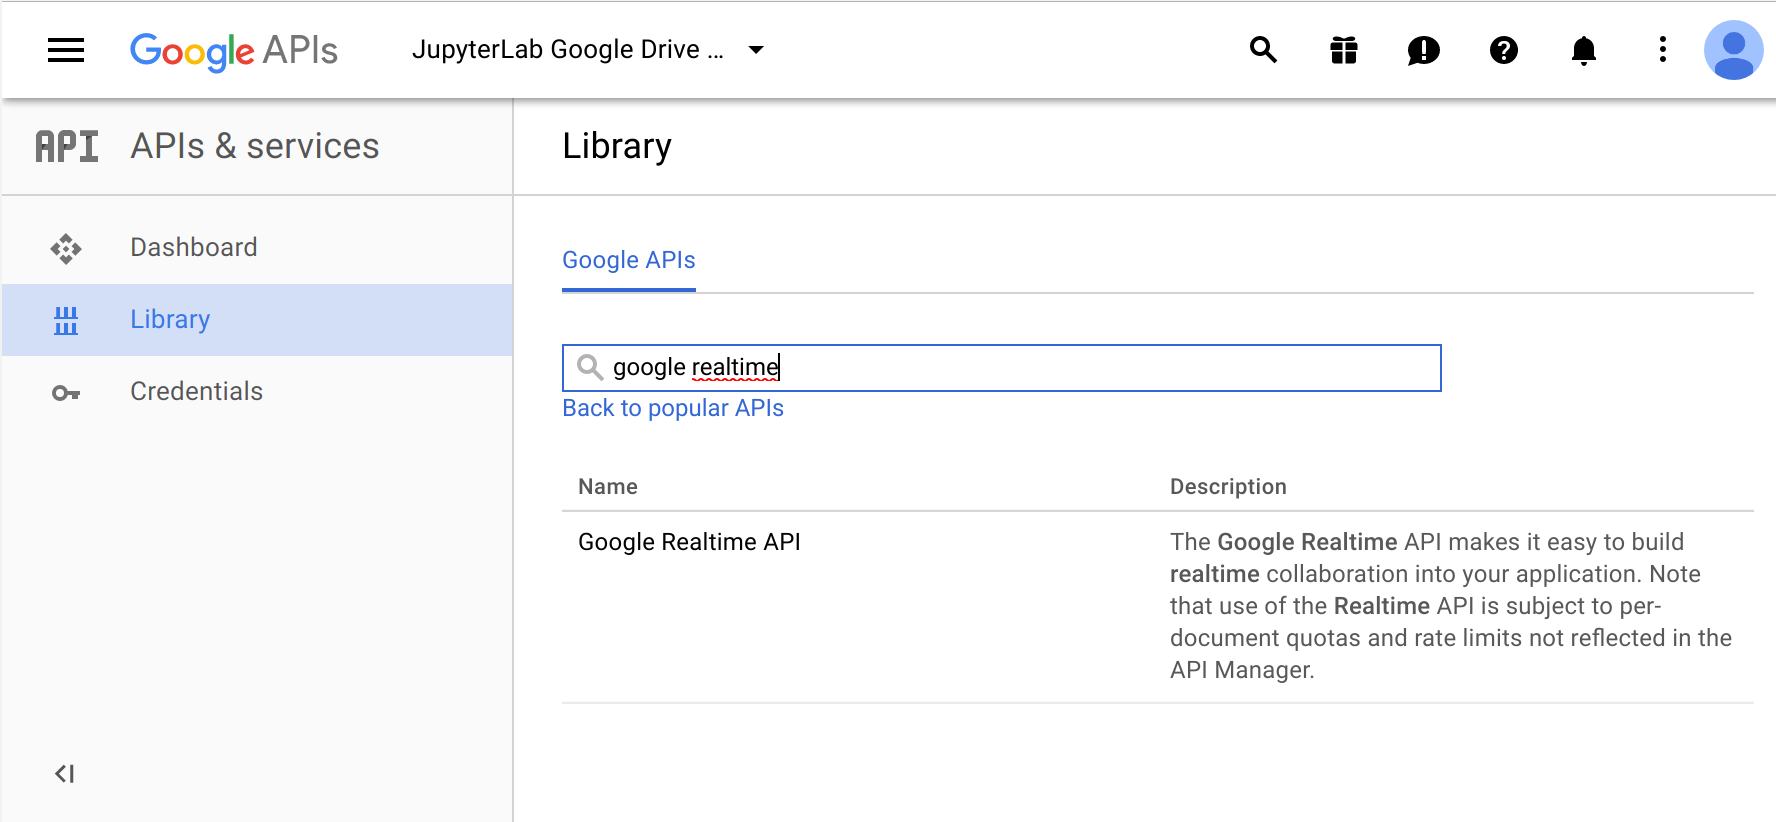 Google APIs
JupyterLab Google Drive ...
API
APIs & services
Library
Dashboard
Library
Credentials
Google APIs
google realtime
Back to popular APIs
Name
Description
Google Realtime API
The Google Realtime API makes it easy to build
realtime collaboration into your application. Note
that use of the Realtime API is subject to per-
document quotas and rate limits not reflected in the
API Manager.